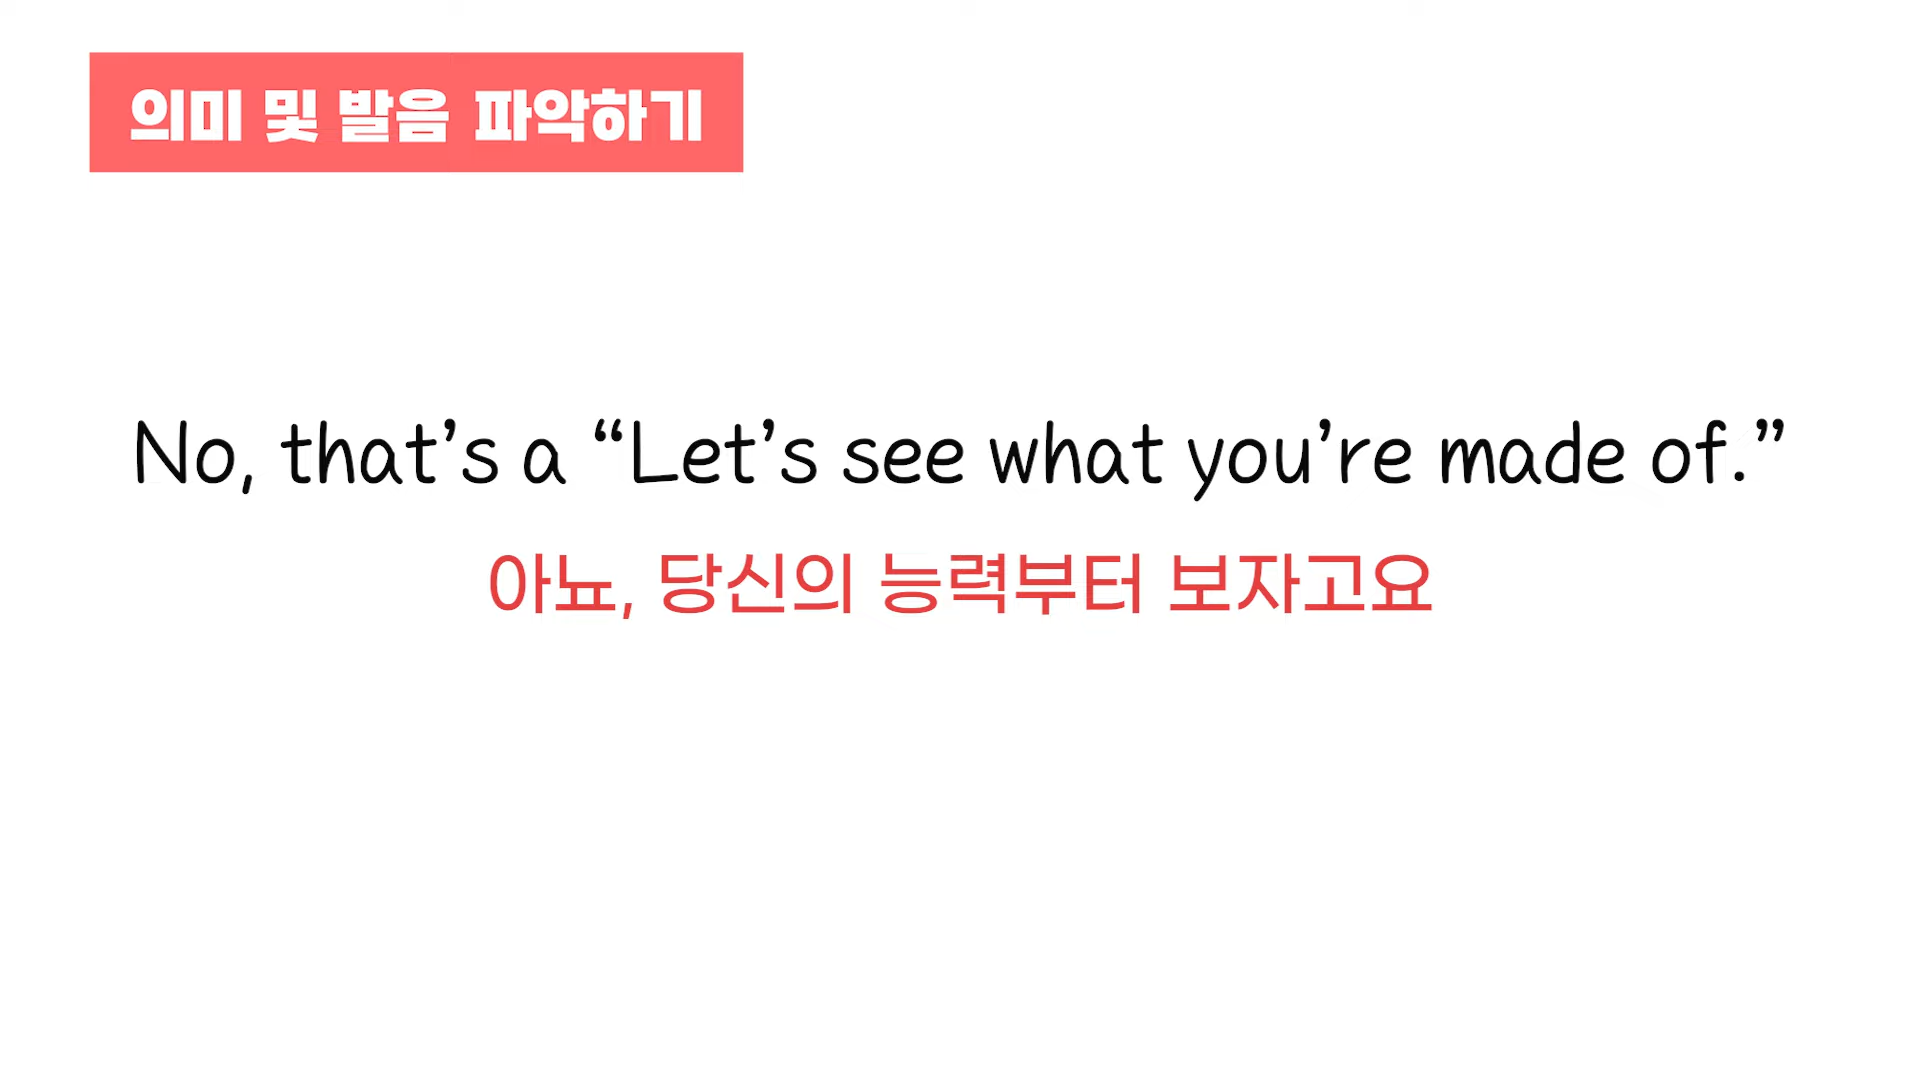 의미 및 발음 파악하기
No, that’s a “Let’s see what you’re made of.”
아뇨, 당신의 능력부터 보자고요